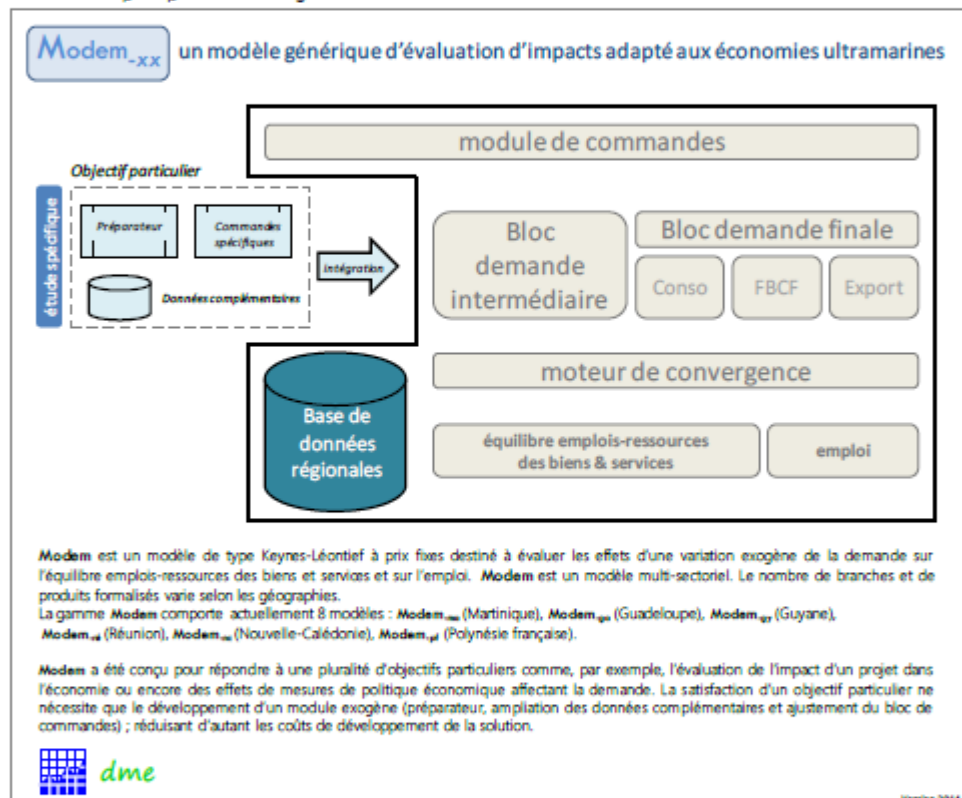 Modem-xx un modèle générique d'évaluation d'impacts adapté aux économies ultramarines
module de commandes
Objectif particulier
étude spécifique
Préparateur
Commandes
spécifiques
Données complémentaires
intégration
Bloc
demande
intermédiaire
Bloc demande finale
Conso
FBCF
Export
moteur de convergence
Base de
données
régionales
équilibre emplois-ressources
des biens & services
emploi
Modem est un modèle de type Keynes-Léontief à prix fixes destiné à évaluer les effets d'une variation exogène de la demande sur
l'équilibre emplois-ressources des biens et services et sur l'emploi. Modem est un modèle multi-sectoriel. Le nombre de branches et de
produits formalisés varie selon les géographies.
La gamme Modem comporte actuellement 8 modèles : Modem (Martinique), Modem (Guadeloupe), Modem (Guyane),
Modem (Réunion), Modem (Nouvelle-Calédonie), Modem (Polynésie française).
Modem a été conçu pour répondre à une pluralité d'objectifs particuliers comme, par exemple, l'évaluation de l'impact d'un projet dans
l'économie ou encore des effets de mesures de politique économique affectant la demande. La satisfaction d'un objectif particulier ne
nécessite que le développement d'un module exogène (préparateur, ampliation des données complémentaires et ajustement du bloc de
commandes) ; réduisant d'autant les coûts de développement de la solution.
dme